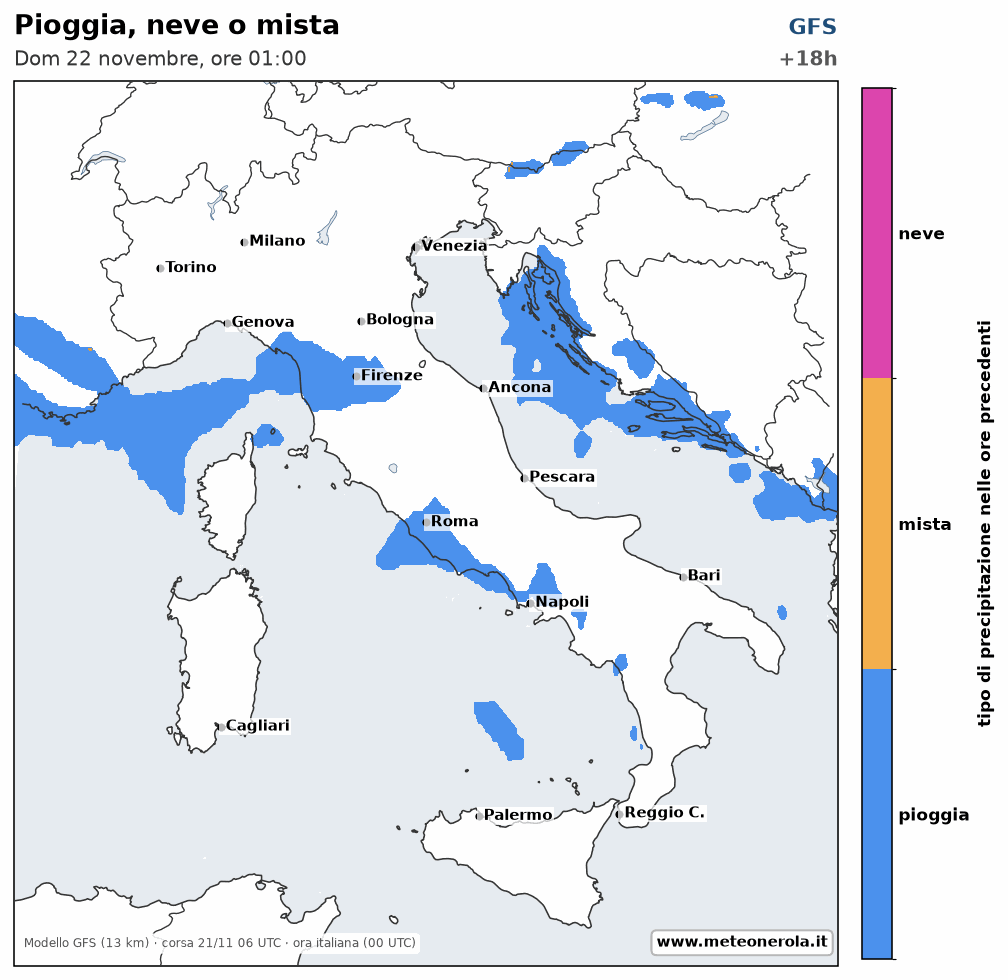 Pioggia, neve o mista
GFS
Dom 22 novembre, ore 01:00
+18h
Milano
Venezia
Torino
Genova
Bologna
Firenze
Ancona
Pescara
Roma
Bari
Napoli
Cagliari
Palermo
Reggio C.
neve
mista
pioggia
tipo di precipitazione nelle ore precedenti
Modello GFS (13 km) · corsa 21/11 06 UTC · ora italiana (00 UTC)
www.meteonerola.it